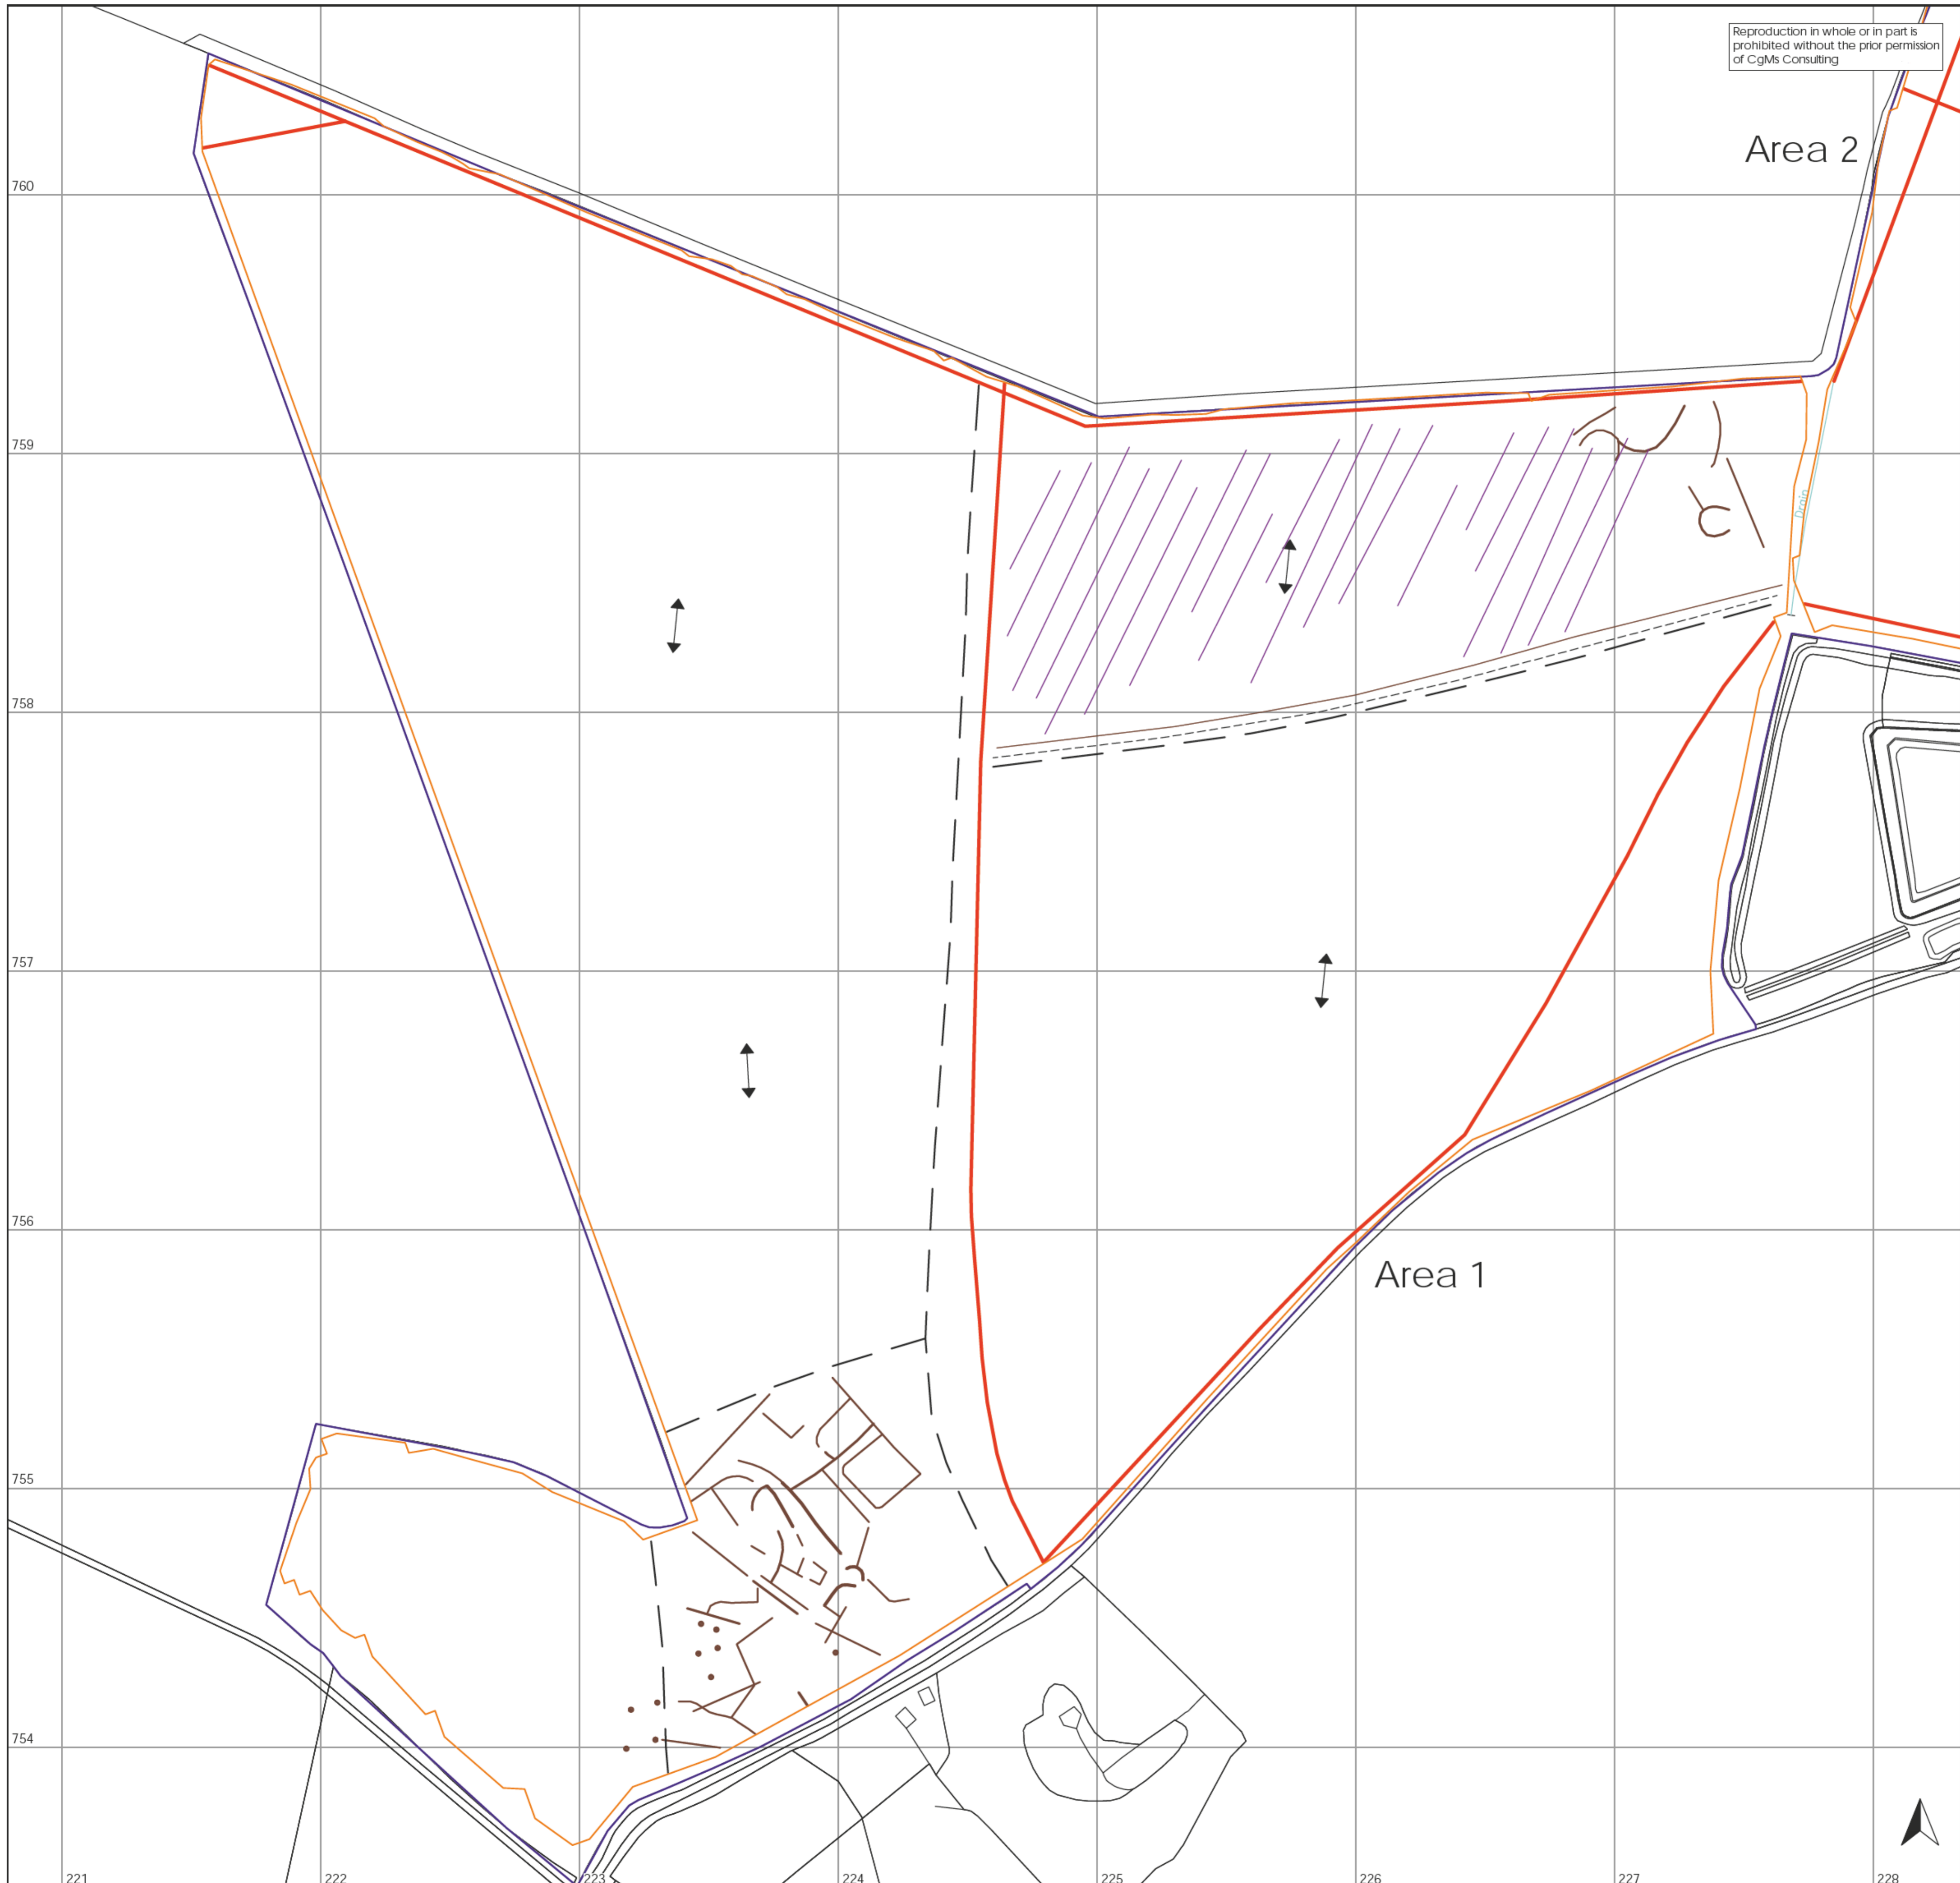 Reproduction in whole or in part is
prohibited without the prior permission
of CgMs Consulting
Area 2
760
759
Drain
758
757
756
Area 1
755
754
221
222
223
224
225
226
227
228